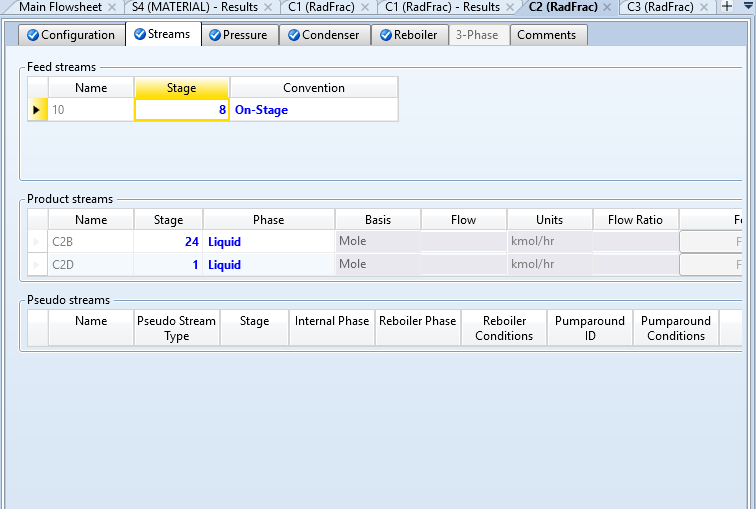 Main Flowsheet S4 (MATERIAL) - Results C1 (RadFrac) C1 (RadFrac) - Results C2 (RadFrac) C3 (RadFrac)
Configuration Streams Pressure Condenser Reboiler 3-Phase Comments
Feed streams
Name Stage Convention
10 8 On-Stage
Product streams
Name Stage Phase Basis Flow Units Flow Ratio
C2B 24 Liquid Mole kmol/hr
C2D 1 Liquid Mole kmol/hr
Pseudo streams
Name Pseudo Stream Type Stage Internal Phase Reboiler Phase Reboiler Conditions Pumparound ID Pumparound Conditions